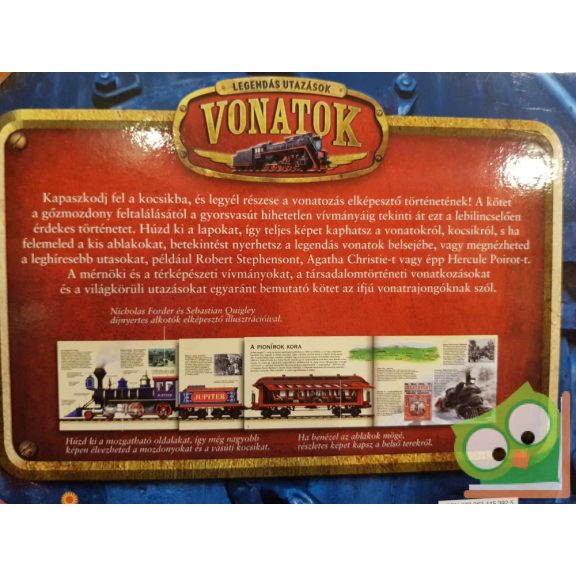 LEGENDÁS UTAZÁSOK
VONATOK
Kapaszkodj fel a kocsikba, és legyél részese a vonatozás elképesztő történetének! A kötet
a gőzmozdony feltalálásától a gyorsvasút hihetetlen vívmányáig tekinti át ezt a lebilincselően
érdekes történetet. Húzd ki a lapokat, így teljes képet kaphatsz a vonatokról, kocsikról, s ha
felemeled a kis ablakokat, betekintést nyerhetsz a legendás vonatok belsejébe, vagy megnézheted
a leghíresebb utasokat, például Robert Stephensont, Agatha Christie-t vagy épp Hercule Poirot-t.
A mérnöki és a térképészeti vívmányokat, a társadalomtörténeti vonatkozásokat
és a világkörüli utazásokat egyaránt bemutató kötet az ifjú vonatrajongóknak szól.
Nicholas Forder és Sebastian Quigley
díjnyertes alkotók elképesztő illusztrációival.
A PIONÍROK KORA
JUPITER
Húzd ki a mozgatható oldalakat, így még nagyobb
képen élvezheted a mozdonyokat és a vasúti kocsikat.
Ha benézel az ablakok mögé,
részletes képet kapsz a belső terekről.